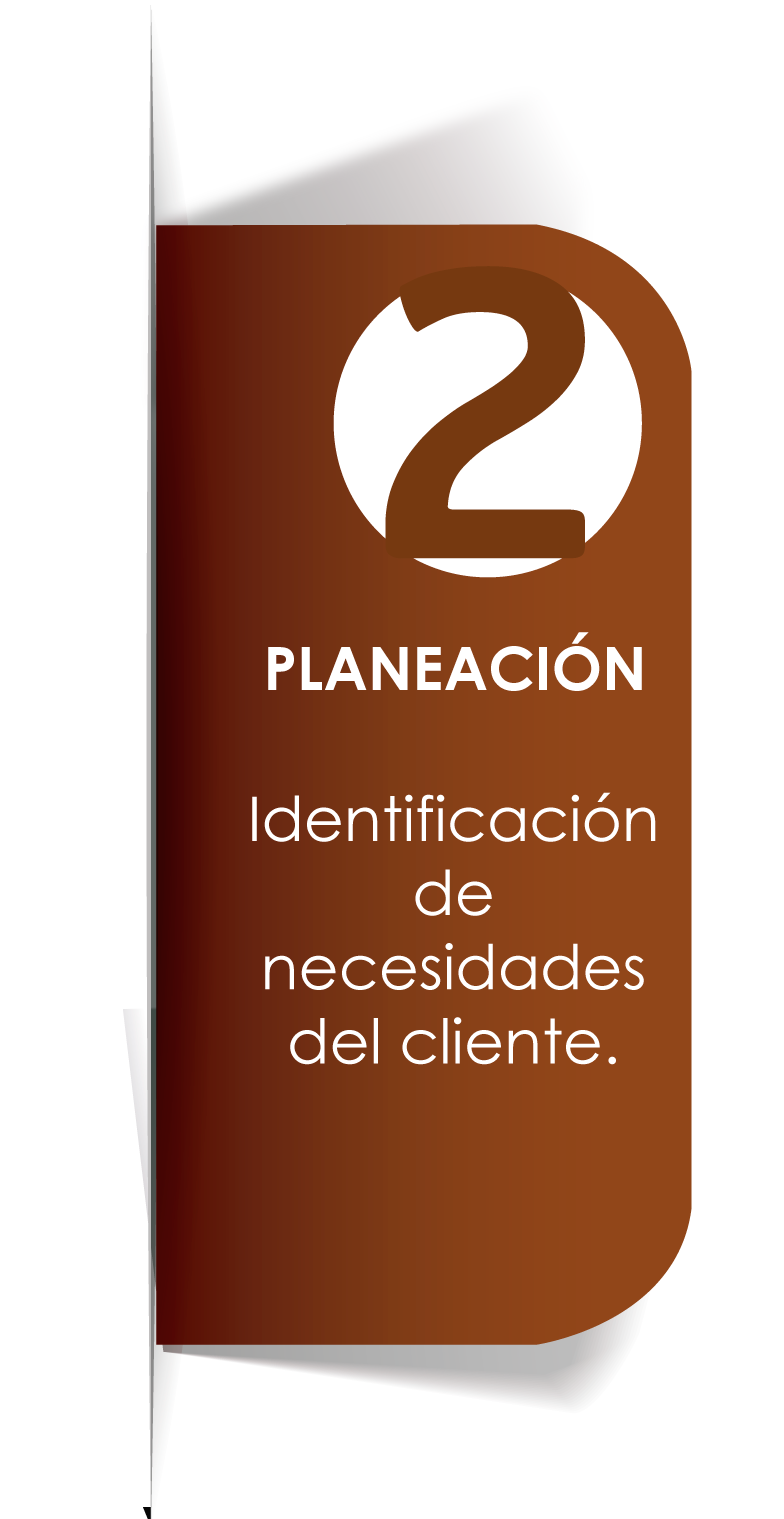 2
PLANEACIÓN
Identificación
de
necesidades
del cliente.